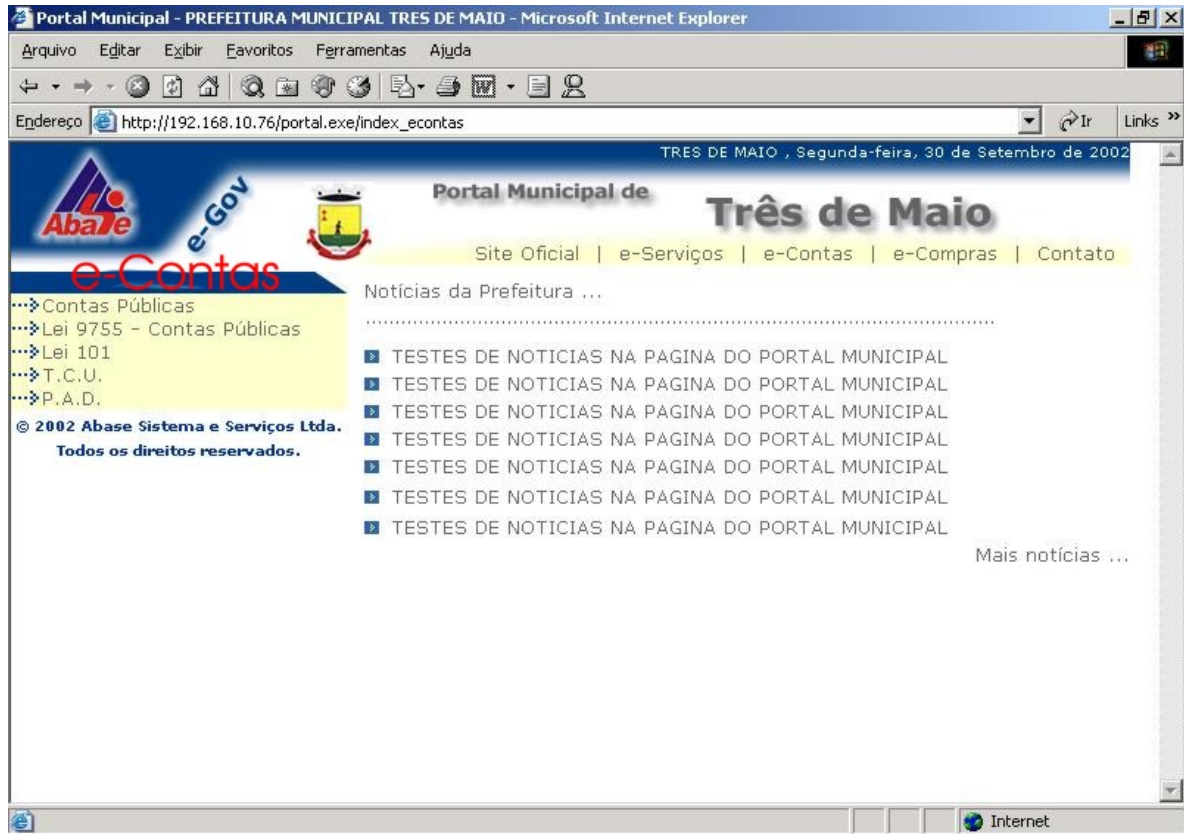 Portal Municipal - PREFEITURA MUNICIPAL TRES DE MAIO - Microsoft Internet Explorer
Arquivo Editar Exibir Favoritos Ferramentas Ajuda
Endereço http://192.168.10.76/portal.exe/index_econtas Ir Links »
TRES DE MAIO , Segunda-feira, 30 de Setembro de 2002
Abase e-Gov
Portal Municipal de Três de Maio
Site Oficial | e-Serviços | e-Contas | e-Compras | Contato
e-Contas
Contas Públicas
Lei 9755 - Contas Públicas
Lei 101
T.C.U.
P.A.D.
© 2002 Abase Sistema e Serviços Ltda.
Todos os direitos reservados.
Notícias da Prefeitura ...
TESTES DE NOTICIAS NA PAGINA DO PORTAL MUNICIPAL
TESTES DE NOTICIAS NA PAGINA DO PORTAL MUNICIPAL
TESTES DE NOTICIAS NA PAGINA DO PORTAL MUNICIPAL
TESTES DE NOTICIAS NA PAGINA DO PORTAL MUNICIPAL
TESTES DE NOTICIAS NA PAGINA DO PORTAL MUNICIPAL
TESTES DE NOTICIAS NA PAGINA DO PORTAL MUNICIPAL
TESTES DE NOTICIAS NA PAGINA DO PORTAL MUNICIPAL
Mais notícias ...
Internet